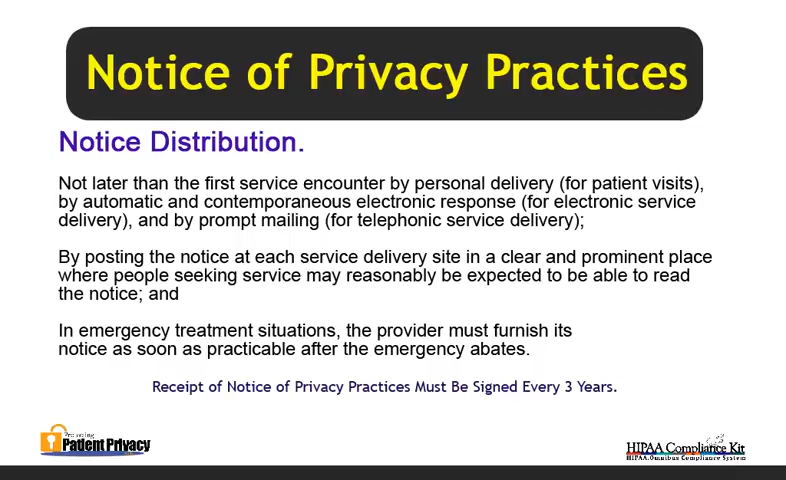 Notice of Privacy Practices
Notice Distribution.
Not later than the first service encounter by personal delivery (for patient visits),
by automatic and contemporaneous electronic response (for electronic service
delivery), and by prompt mailing (for telephonic service delivery);
By posting the notice at each service delivery site in a clear and prominent place
where people seeking service may reasonably be expected to be able to read
the notice; and
In emergency treatment situations, the provider must furnish its
notice as soon as practicable after the emergency abates.
Receipt of Notice of Privacy Practices Must Be Signed Every 3 Years.
Protecting
Patient Privacy
HIPAA Compliance Kit
HIPAA Omnibus Compliance System